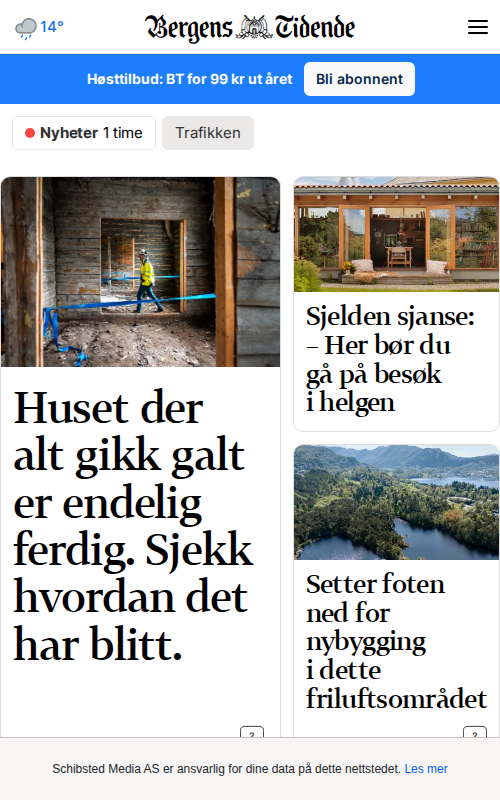 14°
Bergens Tidende
Høsttilbud: BT for 99 kr ut året
Bli abonnent
Nyheter 1 time
Trafikken
Huset der
alt gikk galt
er endelig
ferdig. Sjekk
hvordan det
har blitt.
Sjelden sjanse:
– Her bør du
gå på besøk
i helgen
Setter foten
ned for
nybygging
i dette
friluftsområdet
Schibsted Media AS er ansvarlig for dine data på dette nettstedet. Les mer